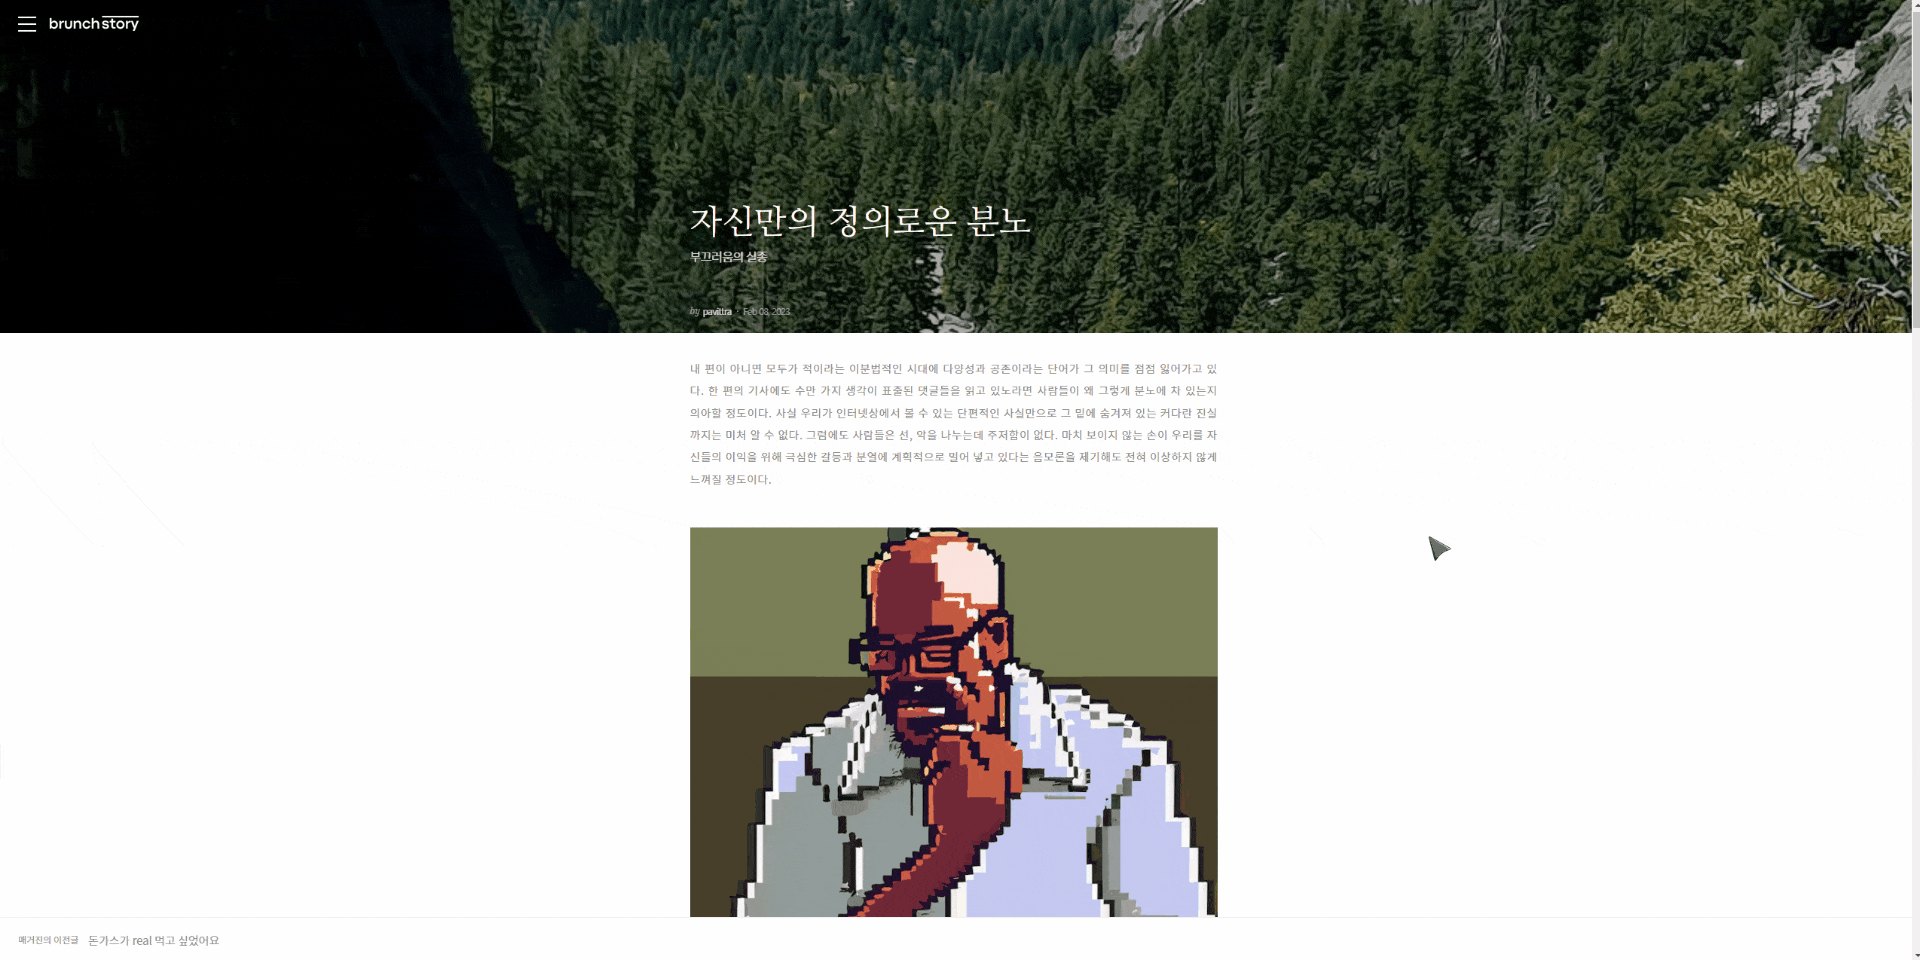 brunch story
자신만의 정의로운 분노
부끄러움의 실종
by pavittra · Feb 08. 2023
내 편이 아니면 모두가 적이라는 이분법적인 시대에 다양성과 공존이라는 단어가 그 의미를 점점 잃어가고 있
다. 한 편의 기사에도 수만 가지 생각이 표출된 댓글들을 읽고 있노라면 사람들이 왜 그렇게 분노에 차 있는지
의아할 정도이다. 사실 우리가 인터넷상에서 볼 수 있는 단편적인 사실만으로 그 밑에 숨겨져 있는 커다란 진실
까지는 미처 알 수 없다. 그럼에도 사람들은 선, 악을 나누는데 주저함이 없다. 마치 보이지 않는 손이 우리를 자
신들의 이익을 위해 극심한 갈등과 분열에 계획적으로 밀어 넣고 있다는 음모론을 제기해도 전혀 이상하지 않게
느껴질 정도이다.
매거진의 이전글 돈가스가 real 먹고 싶었어요